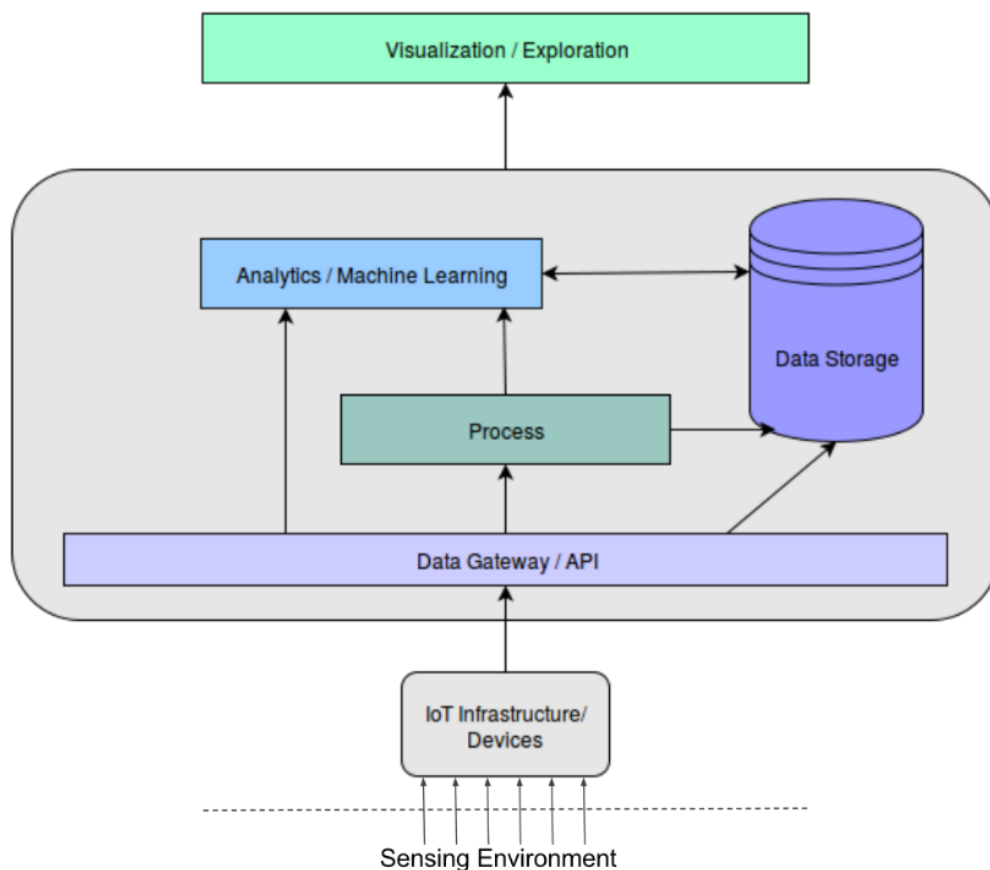 Visualization / Exploration
Analytics / Machine Learning
Data Storage
Process
Data Gateway / API
IoT Infrastructure/
Devices
Sensing Environment